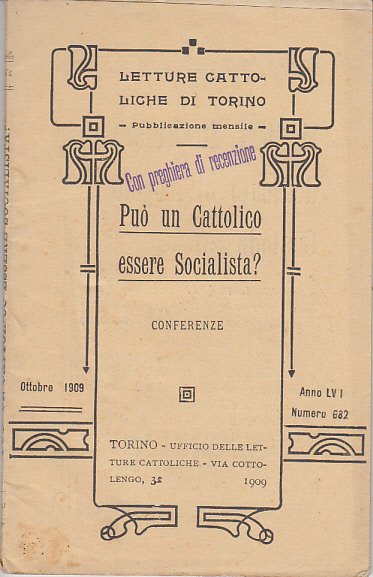 LETTURE CATTO-
LICHE DI TORINO
- Pubblicazione mensile -
Con preghiera di recenzione
Può un Cattolico
essere Socialista?
CONFERENZE
Ottobre 1909
Anno LVI
Numero 682
TORINO - UFFICIO DELLE LET-
TURE CATTOLICHE - VIA COTTO-
LENGO, 32 1909